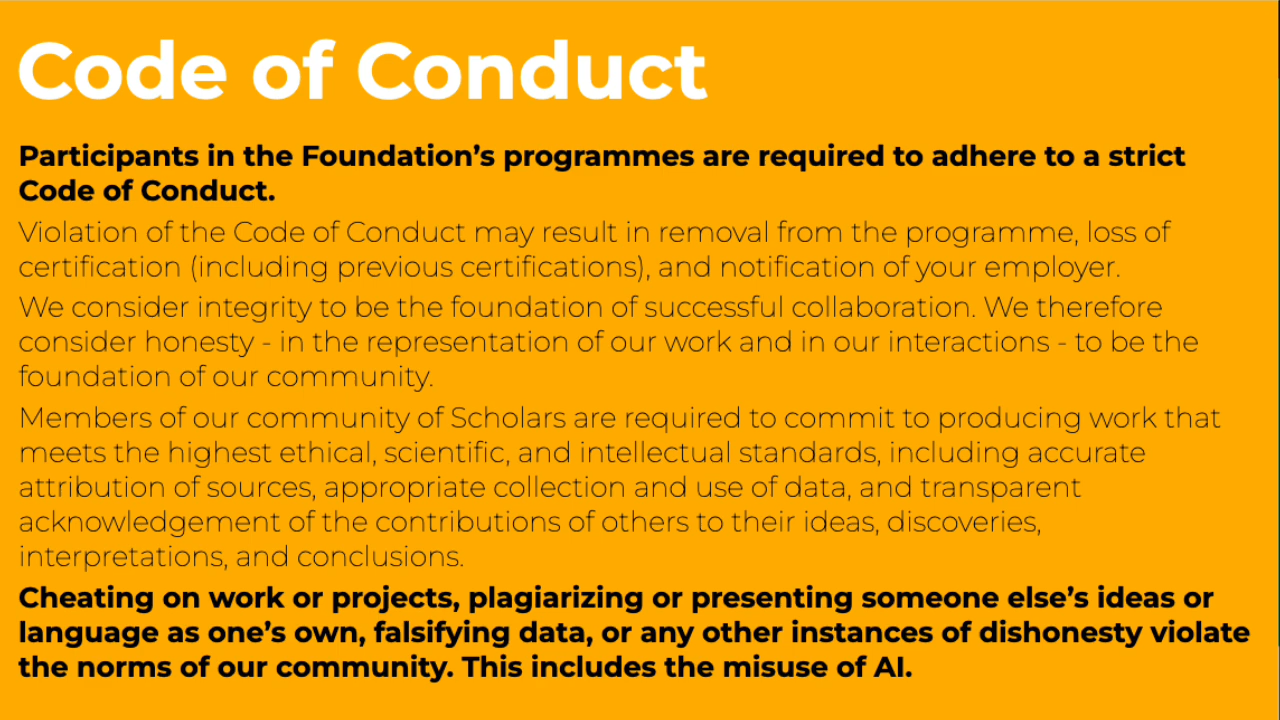 Code of Conduct
Participants in the Foundation’s programmes are required to adhere to a strict
Code of Conduct.
Violation of the Code of Conduct may result in removal from the programme, loss of
certification (including previous certifications), and notification of your employer.
We consider integrity to be the foundation of successful collaboration. We therefore
consider honesty - in the representation of our work and in our interactions - to be the
foundation of our community.
Members of our community of Scholars are required to commit to producing work that
meets the highest ethical, scientific, and intellectual standards, including accurate
attribution of sources, appropriate collection and use of data, and transparent
acknowledgement of the contributions of others to their ideas, discoveries,
interpretations, and conclusions.
Cheating on work or projects, plagiarizing or presenting someone else’s ideas or
language as one’s own, falsifying data, or any other instances of dishonesty violate
the norms of our community. This includes the misuse of AI.